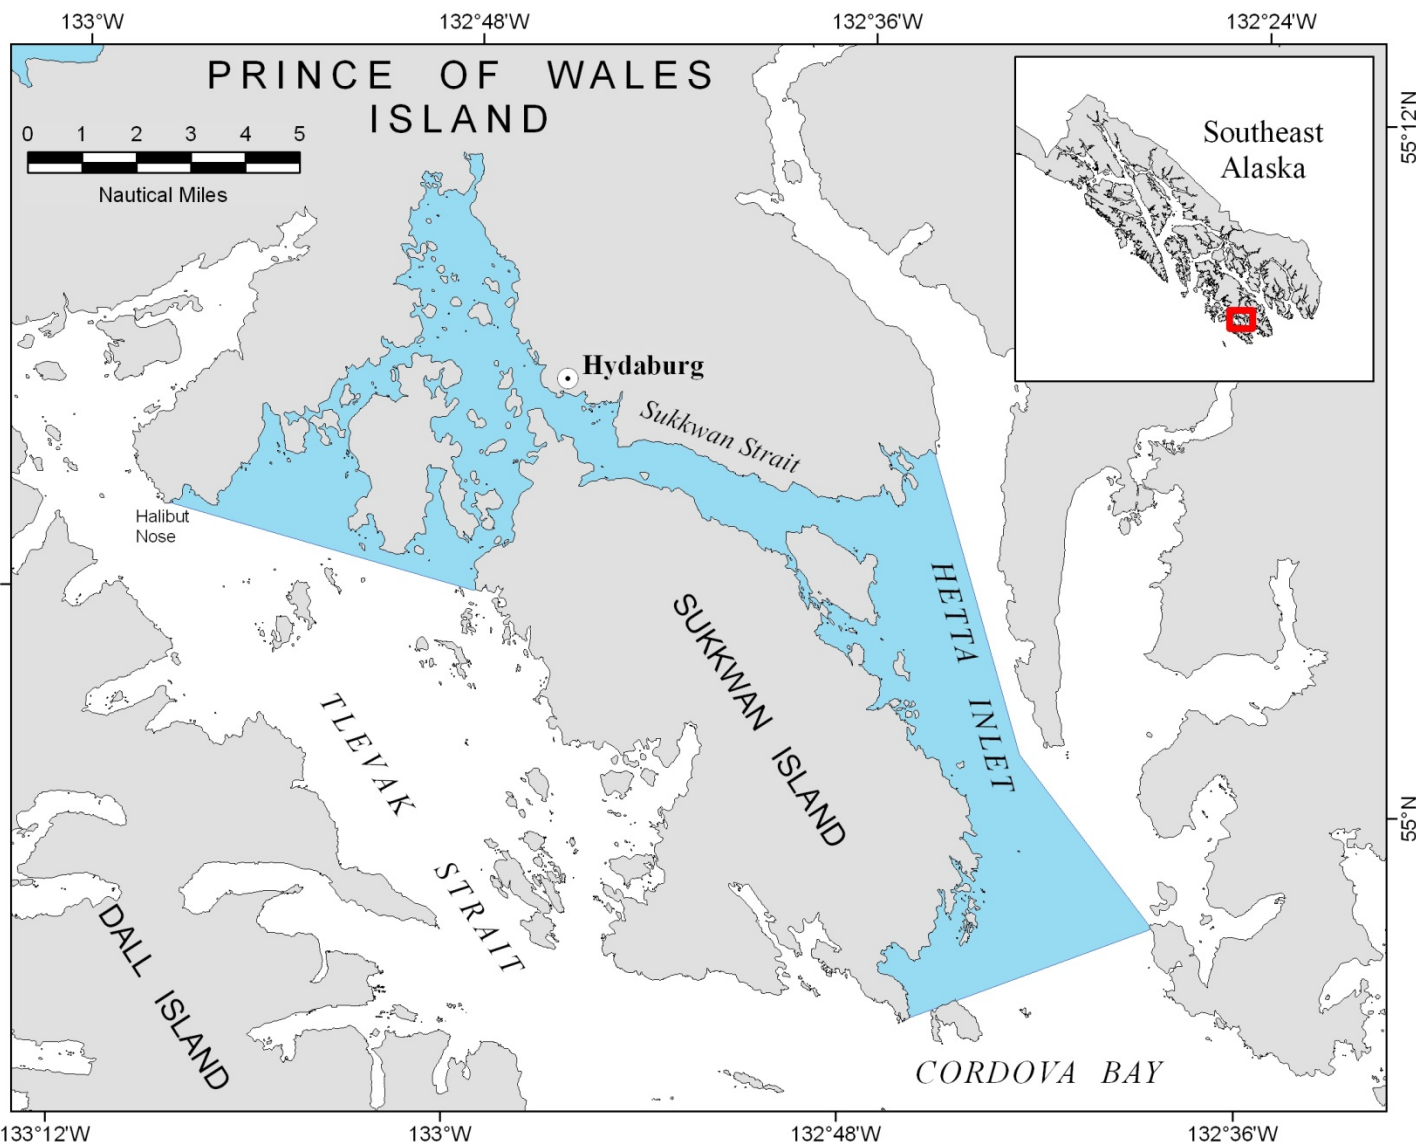 133°W 132°48'W 132°36'W 132°24'W
PRINCE OF WALES
ISLAND
0 1 2 3 4 5
Nautical Miles
Southeast
Alaska
55°12'N
Hydaburg
Sukkwan Strait
Halibut
Nose
HETTA INLET
SUKKWAN ISLAND
TLEVAK STRAIT
55°N
DALL ISLAND
CORDOVA BAY
133°12'W 133°W 132°48'W 132°36'W